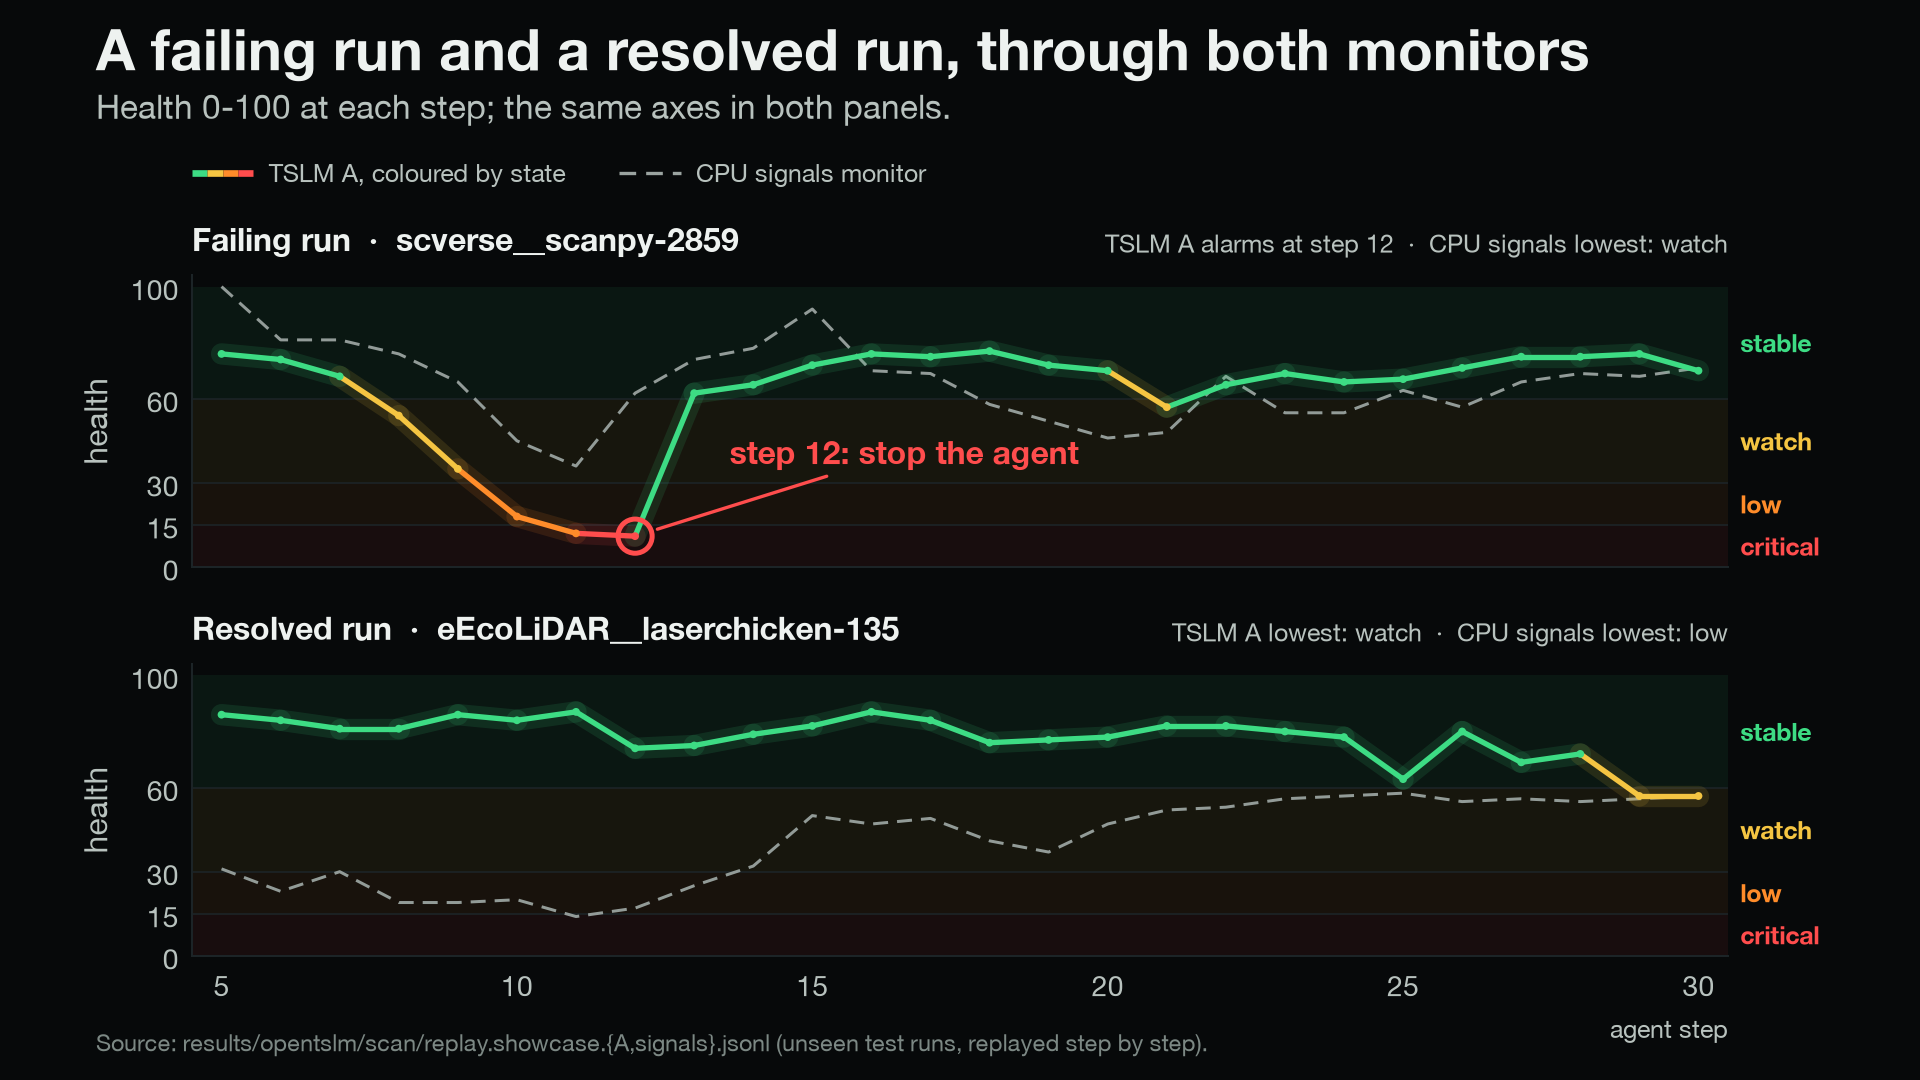 A failing run and a resolved run, through both monitors
Health 0-100 at each step; the same axes in both panels.
TSLM A, coloured by state
CPU signals monitor
Failing run · scverse__scanpy-2859
TSLM A alarms at step 12 · CPU signals lowest: watch
100
60
30
15
0
health
step 12: stop the agent
stable
watch
low
critical
Resolved run · eEcoLiDAR__laserchicken-135
TSLM A lowest: watch · CPU signals lowest: low
100
60
30
15
0
health
stable
watch
low
critical
5 10 15 20 25 30
agent step
Source: results/opentslm/scan/replay.showcase.{A,signals}.jsonl (unseen test runs, replayed step by step).